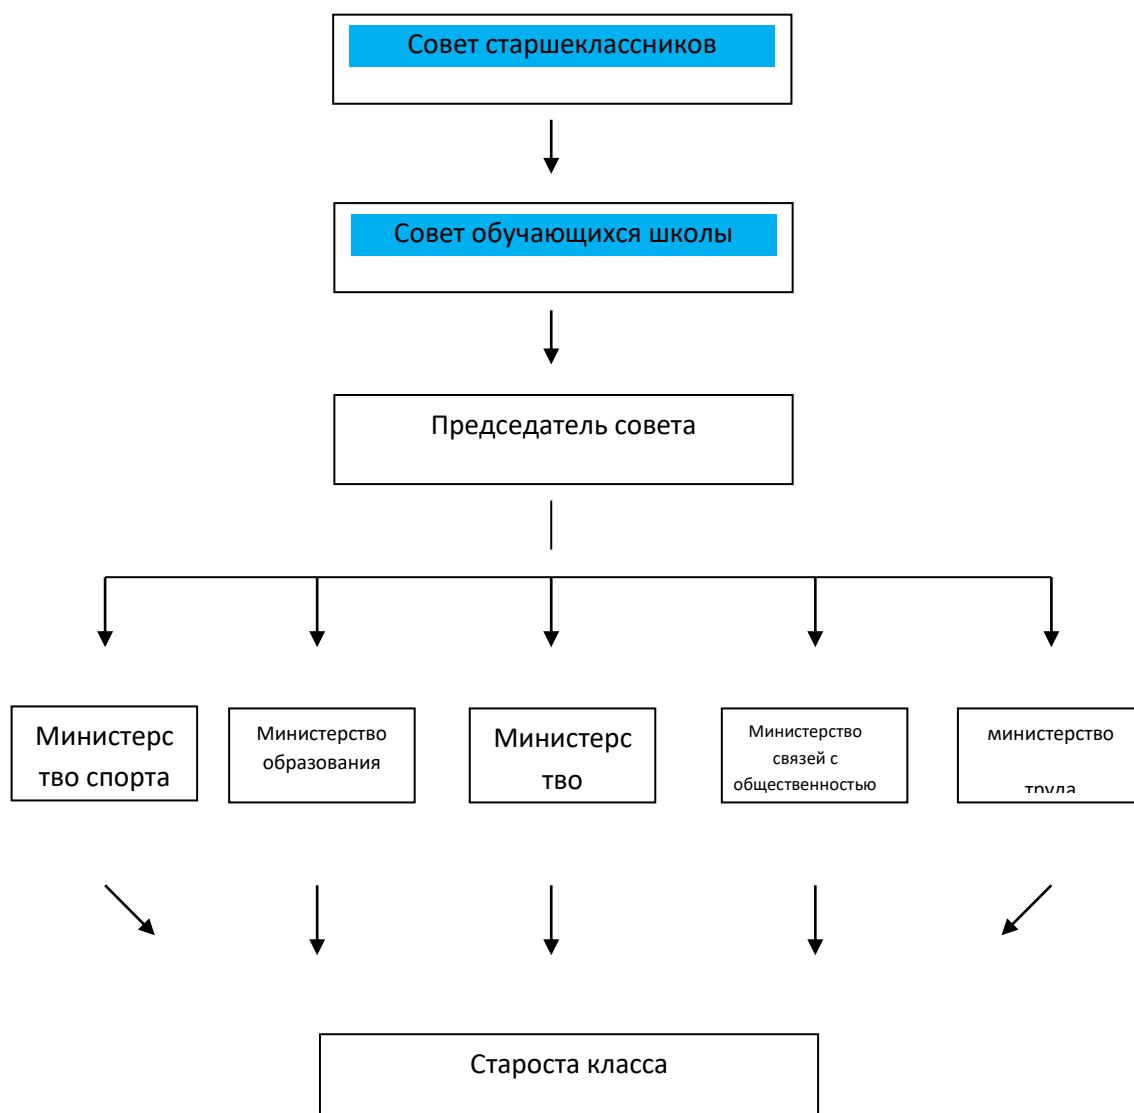 Совет старшеклассников
Совет обучающихся школы
Председатель совета
Министерс
тво спорта
Министерство
образования
Министерс
тво
Министерство
связей с
общественностью
министерство
труда
Староста класса